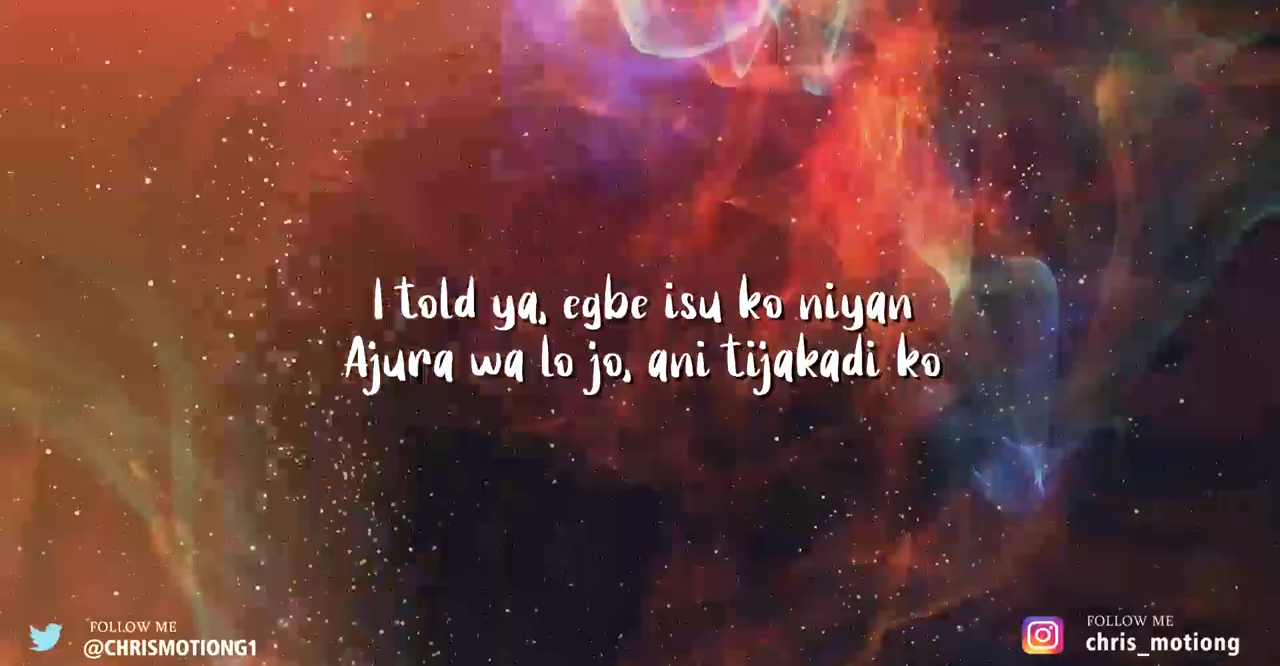 I told ya, egbe isu ko niyan
Ajura wa lo jo, ani tijakadi ko
FOLLOW ME
@CHRISMOTIONG1
FOLLOW ME
chris_motiong